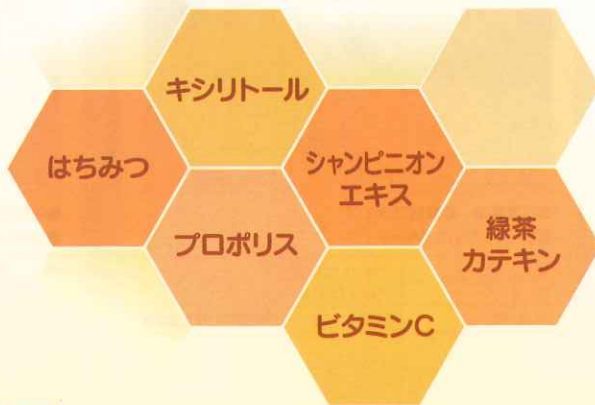 キシリトール
はちみつ
シャンピニオン
エキス
プロポリス
緑茶
カテキン
ビタミンC